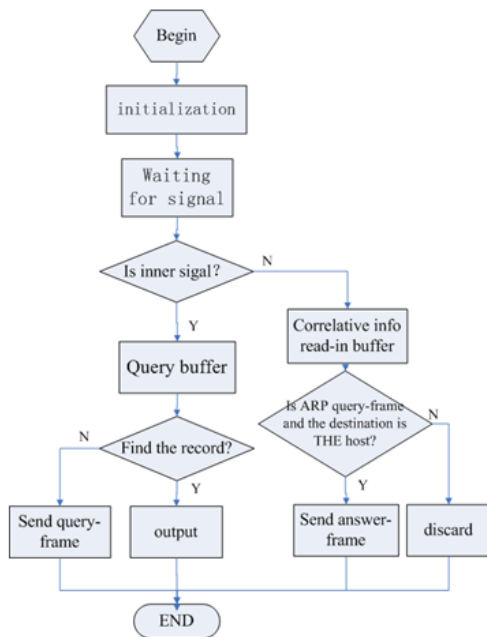 Begin
initialization
Waiting
for signal
Is inner sigal?
N
Y
Correlative info
read-in buffer
Query buffer
Is ARP query-frame
and the destination is
THE host?
N
N
Find the record?
Y
Y
Send query-
frame
output
Send answer-
frame
discard
END